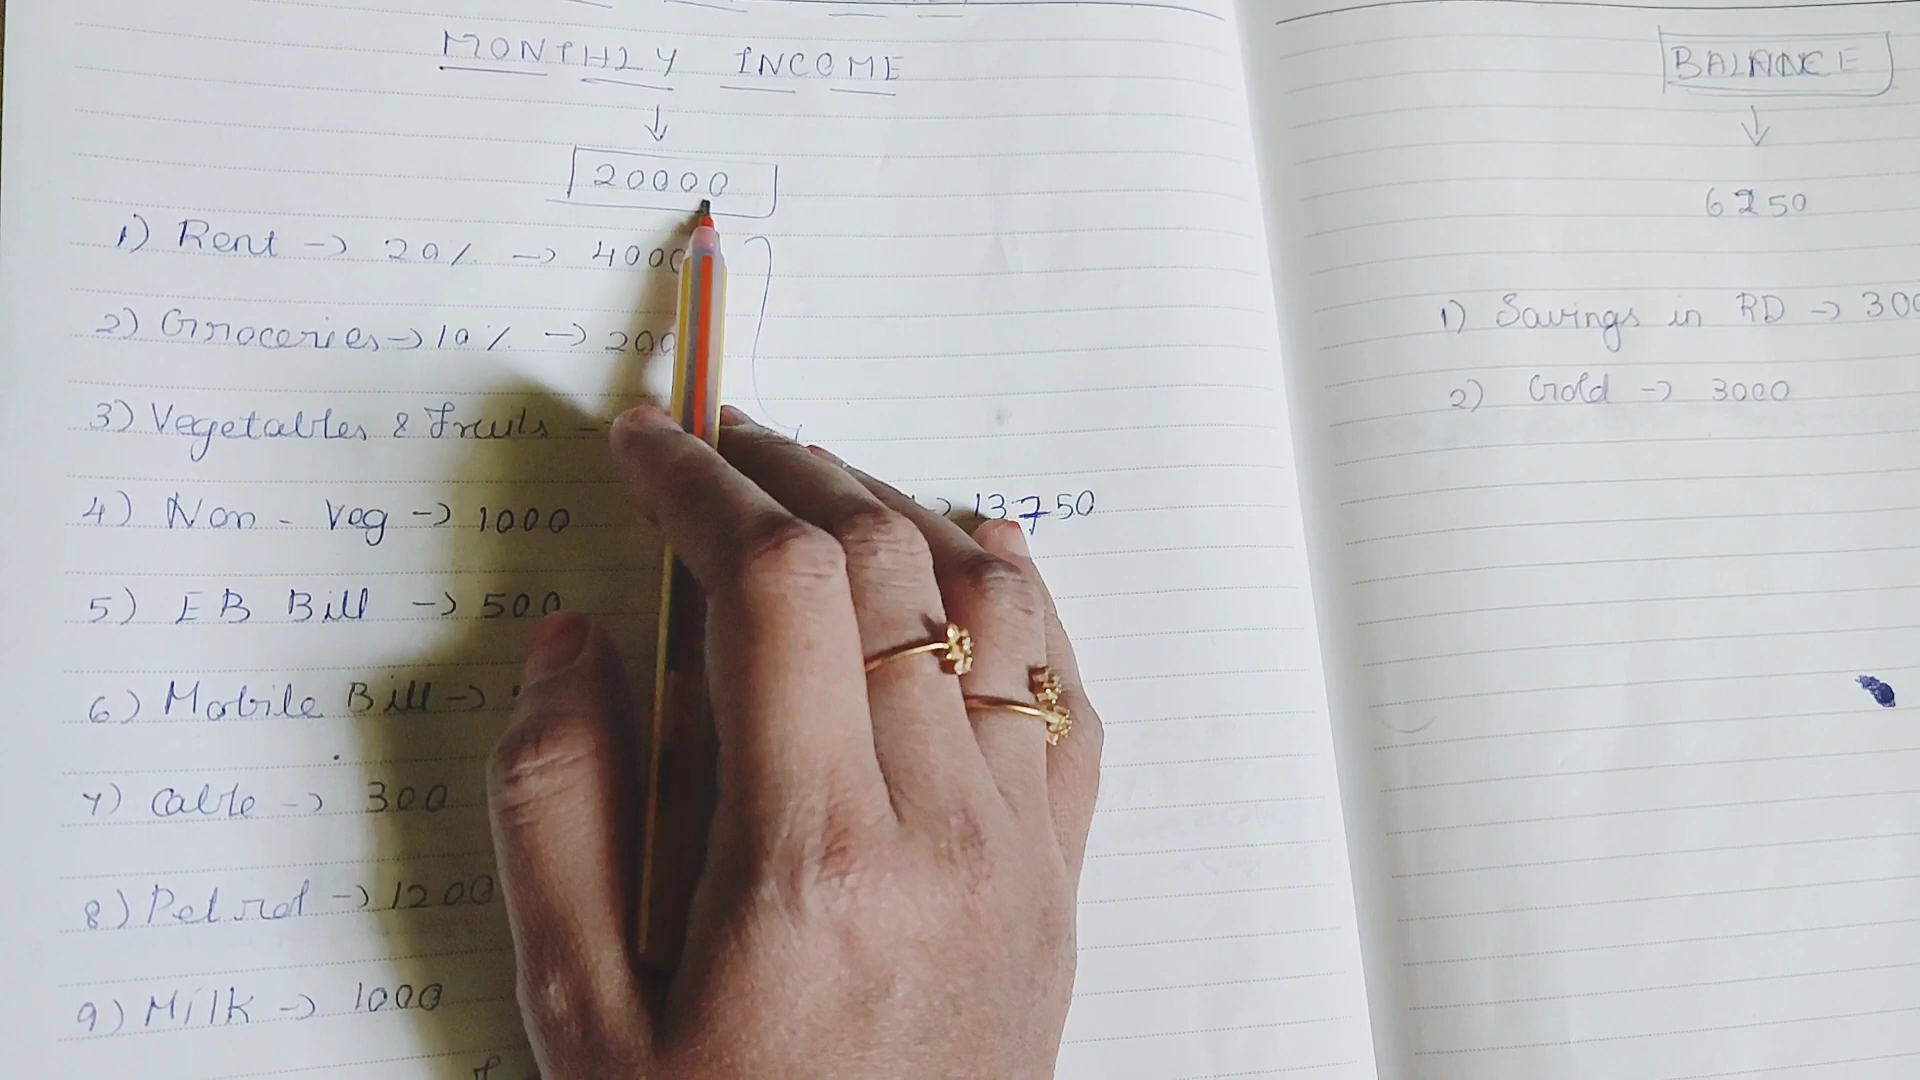 MONTHLY INCOME
↓
20000
1) Rent -> 20% -> 4000
2) Groceries -> 10% -> 200
3) Vegetables & Fruits -
4) Non - Veg -> 1000
-> 13750
5) EB Bill -> 500
6) Mobile Bill ->
7) Cable -> 300
8) Petrol -> 1200
9) Milk -> 1000
BALANCE
↓
6250
1) Savings in RD -> 300
2) Gold -> 3000